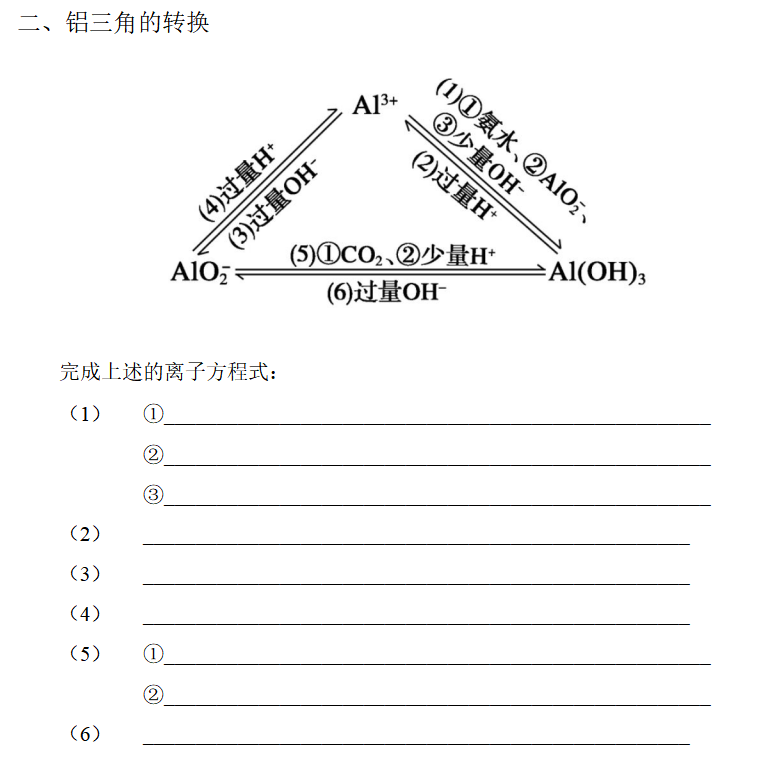 二、铝三角的转换
Al³⁺
(1)①氨水、②AlO₂⁻、
③少量OH⁻
(2)过量H⁺
(4)过量H⁺
(3)过量OH⁻
AlO₂⁻
(5)①CO₂、②少量H⁺
(6)过量OH⁻
Al(OH)₃
完成上述的离子方程式：
（1） ①
②
③
（2）
（3）
（4）
（5） ①
②
（6）